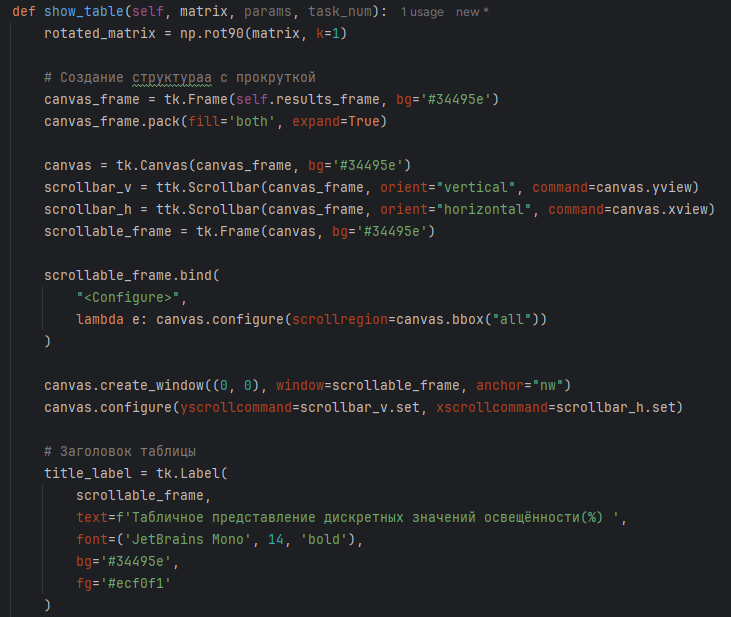 def show_table(self, matrix, params, task_num): 1 usage new *
    rotated_matrix = np.rot90(matrix, k=1)

    # Создание структураа с прокруткой
    canvas_frame = tk.Frame(self.results_frame, bg='#34495e')
    canvas_frame.pack(fill='both', expand=True)

    canvas = tk.Canvas(canvas_frame, bg='#34495e')
    scrollbar_v = ttk.Scrollbar(canvas_frame, orient="vertical", command=canvas.yview)
    scrollbar_h = ttk.Scrollbar(canvas_frame, orient="horizontal", command=canvas.xview)
    scrollable_frame = tk.Frame(canvas, bg='#34495e')

    scrollable_frame.bind(
        "<Configure>",
        lambda e: canvas.configure(scrollregion=canvas.bbox("all"))
    )

    canvas.create_window((0, 0), window=scrollable_frame, anchor="nw")
    canvas.configure(yscrollcommand=scrollbar_v.set, xscrollcommand=scrollbar_h.set)

    # Заголовок таблицы
    title_label = tk.Label(
        scrollable_frame,
        text=f'Табличное представление дискретных значений освещённости(%) ',
        font=('JetBrains Mono', 14, 'bold'),
        bg='#34495e',
        fg='#ecf0f1'
    )